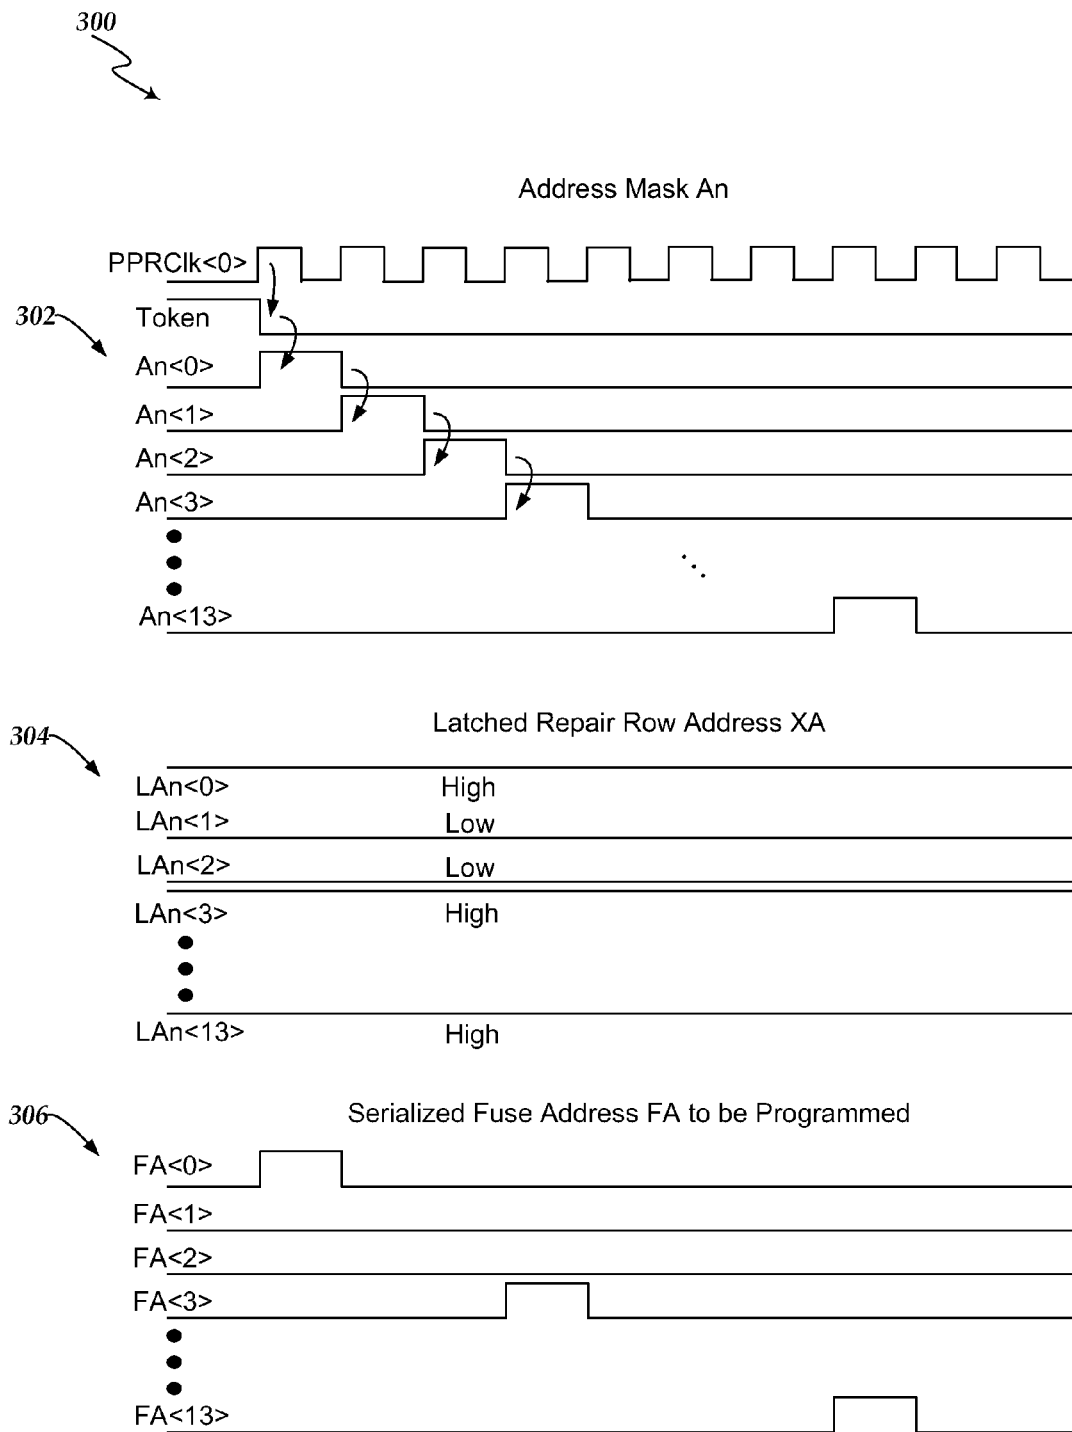 300
Address Mask An
PPRClk<0>
302
Token
An<0>
An<1>
An<2>
An<3>
An<13>
304
Latched Repair Row Address XA
LAn<0> High
LAn<1> Low
LAn<2> Low
LAn<3> High
LAn<13> High
306
Serialized Fuse Address FA to be Programmed
FA<0>
FA<1>
FA<2>
FA<3>
FA<13>